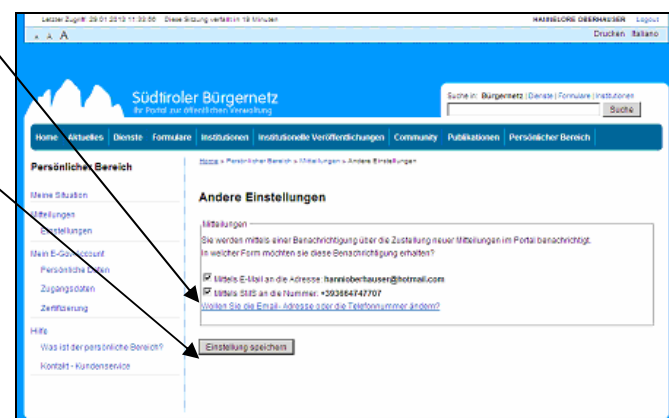 Letzter Zugriff: 29.01.2013 11:33:06 Diese Sitzung verfällt in 19 Minuten
HANNELORE OBERHAUSER Logout
A A A
Drucken Italiano
Südtiroler Bürgernetz
Ihr Portal zur öffentlichen Verwaltung
Suche in: Bürgernetz | Dienste | Formulare | Institutionen
Suche
Home Aktuelles Dienste Formulare Institutionen Institutionelle Veröffentlichungen Community Publikationen Persönlicher Bereich
Persönlicher Bereich
Meine Situation
Mitteilungen
Einstellungen
Mein E-Gov Account
Persönliche Daten
Zugangsdaten
Zertifizierung
Hilfe
Was ist der persönliche Bereich?
Kontakt - Kundenservice
Home » Persönlicher Bereich » Mitteilungen » Andere Einstellungen
Andere Einstellungen
Mitteilungen
Sie werden mittels einer Benachrichtigung über die Zustellung neuer Mitteilungen im Portal benachrichtigt.
In welcher Form möchten sie diese Benachrichtigung erhalten?
Mittels E-Mail an die Adresse: hannioberhauser@hotmail.com
Mittels SMS an die Nummer: +393664747707
Wollen Sie die Email- Adresse oder die Telefonnummer ändern?
Einstellung speichern